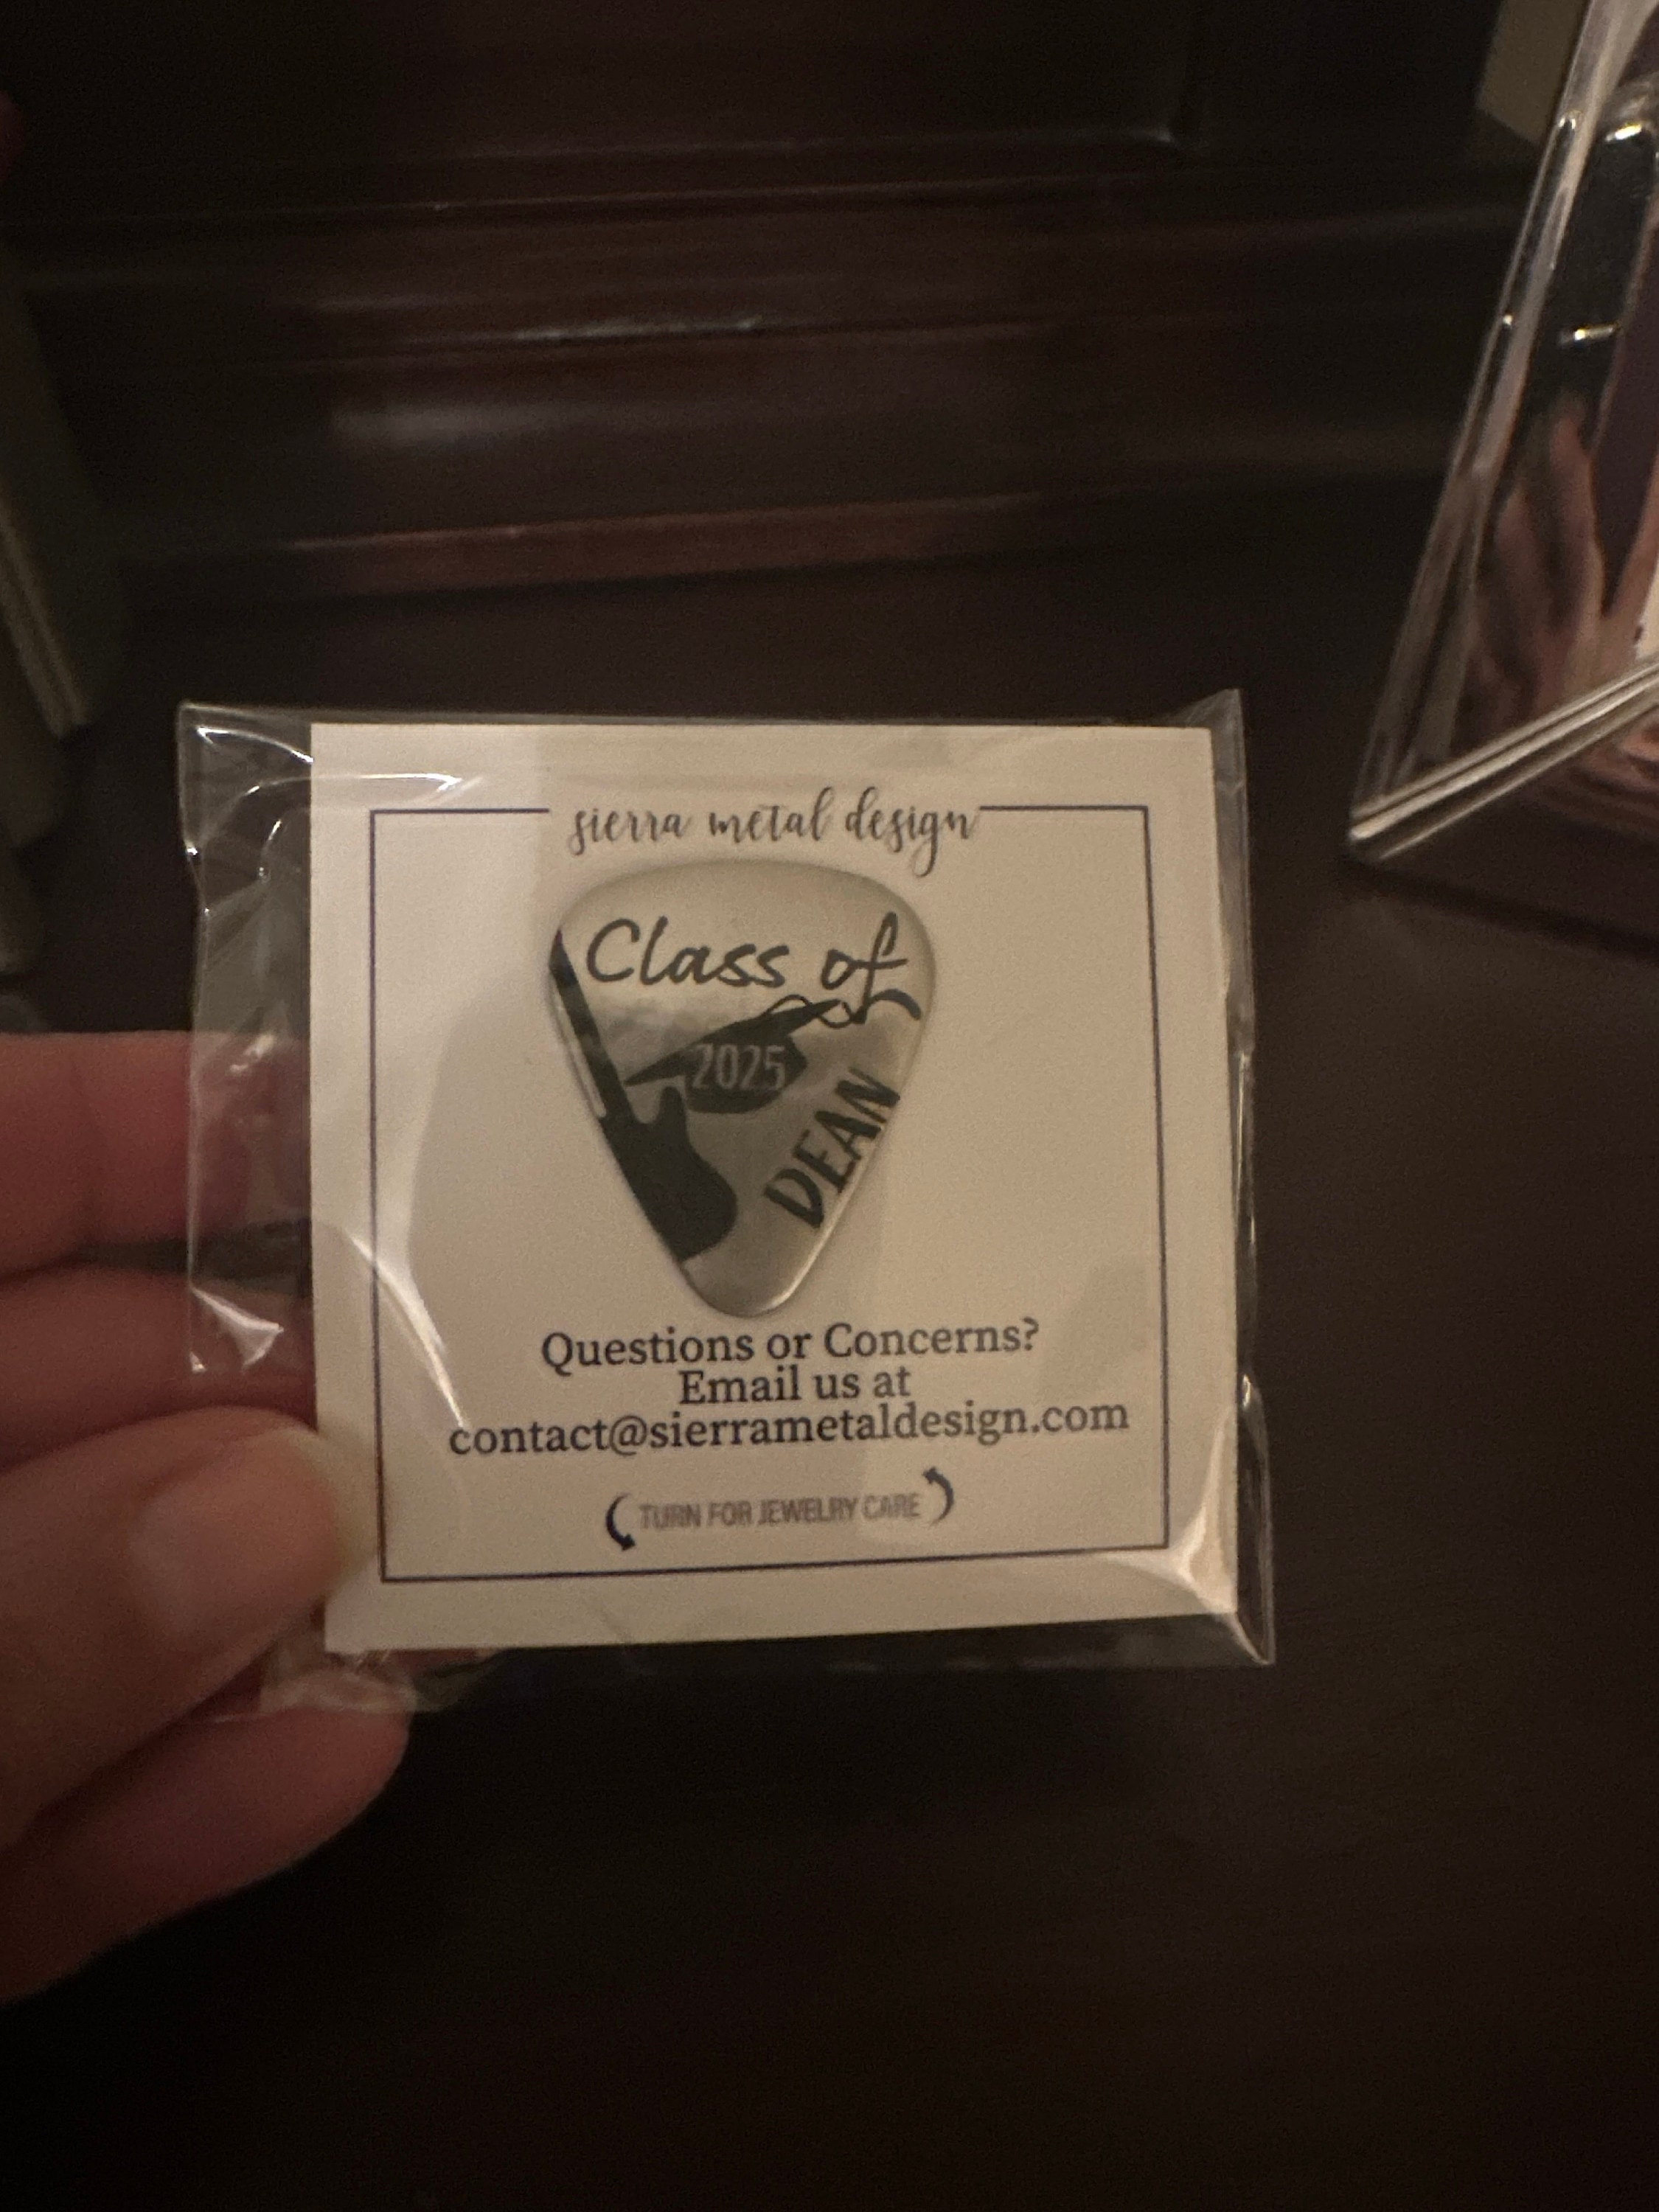 sierra metal design
Class of
2025
DEAN
Questions or Concerns?
Email us at
contact@sierrametaldesign.com
TURN FOR JEWELRY CARE